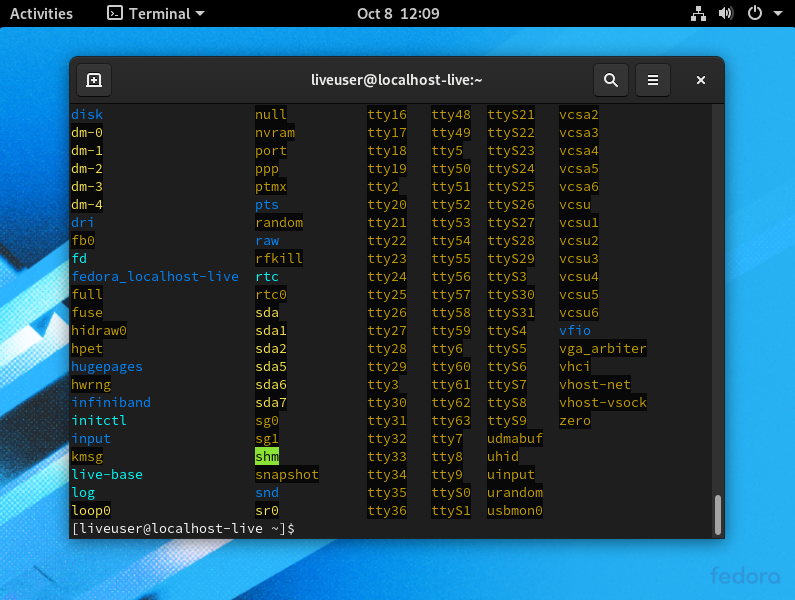 Activities Terminal Oct 8 12:09
liveuser@localhost-live:~
disk null tty16 tty48 ttyS21 vcsa2
dm-0 nvram tty17 tty49 ttyS22 vcsa3
dm-1 port tty18 tty5 ttyS23 vcsa4
dm-2 ppp tty19 tty50 ttyS24 vcsa5
dm-3 ptmx tty2 tty51 ttyS25 vcsa6
dm-4 pts tty20 tty52 ttyS26 vcsu
dri random tty21 tty53 ttyS27 vcsu1
fb0 raw tty22 tty54 ttyS28 vcsu2
fd rfkill tty23 tty55 ttyS29 vcsu3
fedora_localhost-live rtc tty24 tty56 ttyS3 vcsu4
full rtc0 tty25 tty57 ttyS30 vcsu5
fuse sda tty26 tty58 ttyS31 vcsu6
hidraw0 sda1 tty27 tty59 ttyS4 vfio
hpet sda2 tty28 tty6 ttyS5 vga_arbiter
hugepages sda5 tty29 tty60 ttyS6 vhci
hwrng sda6 tty3 tty61 ttyS7 vhost-net
infiniband sda7 tty30 tty62 ttyS8 vhost-vsock
initctl sg0 tty31 tty63 ttyS9 zero
input sg1 tty32 tty7 udmabuf
kmsg shm tty33 tty8 uhid
live-base snapshot tty34 tty9 uinput
log snd tty35 ttyS0 urandom
loop0 sr0 tty36 ttyS1 usbmon0
[liveuser@localhost-live ~]$
fedora